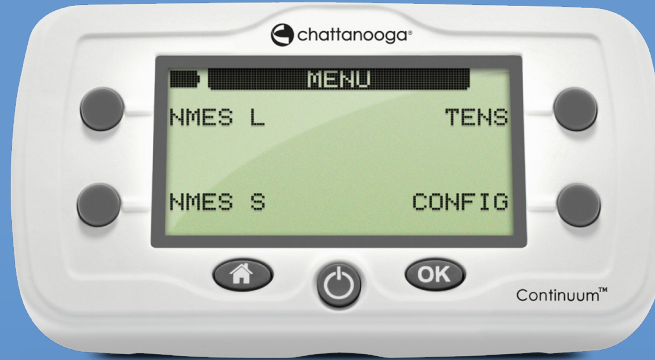 chattanooga®
MENU
NMES L TENS
NMES S CONFIG
OK
Continuum™